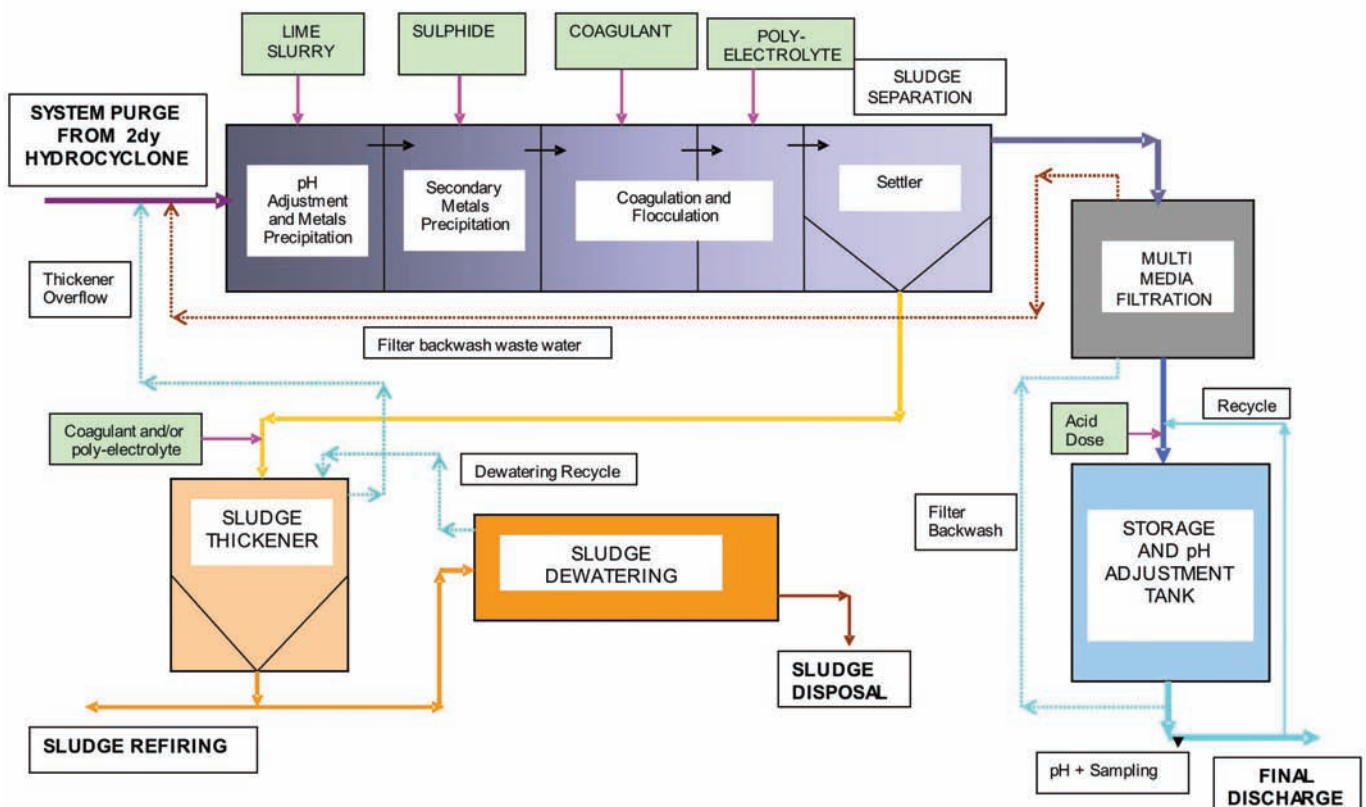 LIME
SLURRY
SULPHIDE
COAGULANT
POLY-
ELECTROLYTE
SLUDGE
SEPARATION
SYSTEM PURGE
FROM 2dy
HYDROCYCLONE
pH
Adjustment
and Metals
Precipitation
Secondary
Metals
Precipitation
Coagulation and
Flocculation
Settler
MULTI
MEDIA
FILTRATION
Thickener
Overflow
Filter backwash waste water
Coagulant and/or
poly-electrolyte
Dewatering Recycle
Acid
Dose
Recycle
SLUDGE
THICKENER
SLUDGE
DEWATERING
Filter
Backwash
STORAGE
AND pH
ADJUSTMENT
TANK
SLUDGE
DISPOSAL
SLUDGE REFIRING
pH + Sampling
FINAL
DISCHARGE